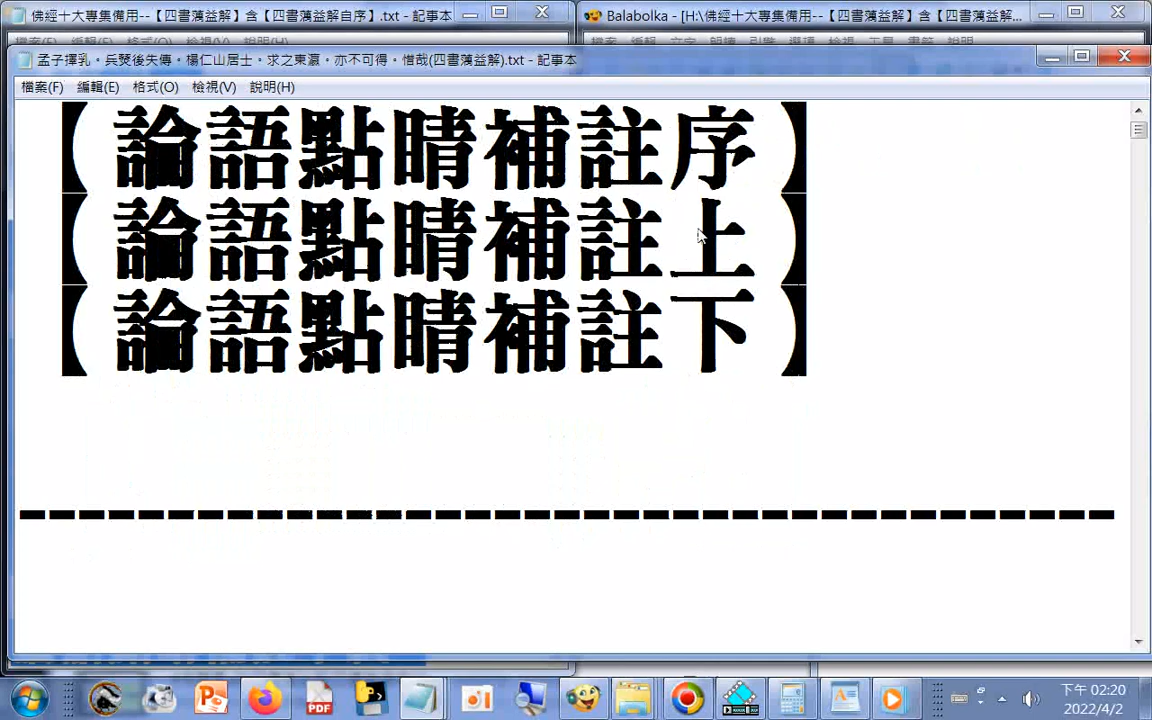 佛經十大專集備用--【四書蕅益解】含【四書蕅益解自序】.txt - 記事本
Balabolka - [H:\佛經十大專集備用--【四書蕅益解】含【四書蕅益解...
孟子擇乳。兵燹後失傳。楊仁山居士。求之東瀛。亦不可得。惜哉(四書蕅益解).txt - 記事本
檔案(F) 編輯(E) 格式(O) 檢視(V) 說明(H)
【論語點睛補註序】
【論語點睛補註上】
【論語點睛補註下】
--------------------------------------
下午 02:20
2022/4/2